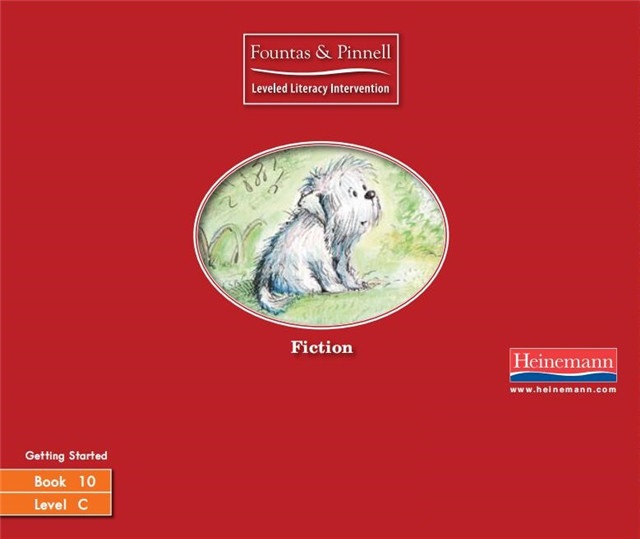 Fountas & Pinnell
Leveled Literacy Intervention
Fiction
Heinemann
www.heinemann.com
Getting Started
Book 10
Level C